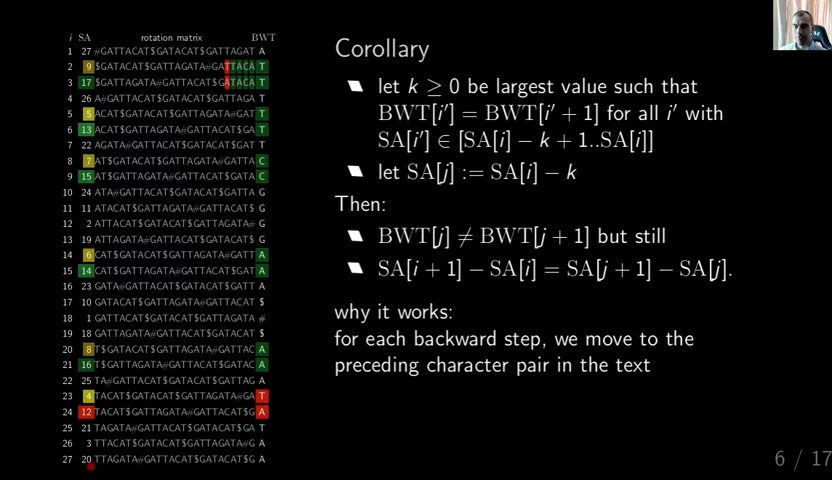 i SA rotation matrix BWT
1 27 #GATTACAT$GATACAT$GATTAGAT A
2 9 $GATACAT$GATTAGATA#GATTACA T
3 17 $GATTAGATA#GATTACAT$GATACA T
4 26 A#GATTACAT$GATACAT$GATTAGA T
5 5 ACAT$GATACAT$GATTAGATA#GAT T
6 13 ACAT$GATTAGATA#GATTACAT$GA T
7 22 AGATA#GATTACAT$GATACAT$GAT T
8 7 AT$GATACAT$GATTAGATA#GATTA C
9 15 AT$GATTAGATA#GATTACAT$GATA C
10 24 ATA#GATTACAT$GATACAT$GATTA G
11 11 ATACAT$GATTAGATA#GATTACAT$ G
12 2 ATTACAT$GATACAT$GATTAGATA# G
13 19 ATTAGATA#GATTACAT$GATACAT$ G
14 6 CAT$GATACAT$GATTAGATA#GATT A
15 14 CAT$GATTAGATA#GATTACAT$GAT A
16 23 GATA#GATTACAT$GATACAT$GATT A
17 10 GATACAT$GATTAGATA#GATTACAT $
18 1 GATTACAT$GATACAT$GATTAGATA #
19 18 GATTAGATA#GATTACAT$GATACAT $
20 8 T$GATACAT$GATTAGATA#GATTAC A
21 16 T$GATTAGATA#GATTACAT$GATAC A
22 25 TA#GATTACAT$GATACAT$GATTAG A
23 4 TACAT$GATACAT$GATTAGATA#GA T
24 12 TACAT$GATTAGATA#GATTACAT$G A
25 21 TAGATA#GATTACAT$GATACAT$GA T
26 3 TTACAT$GATACAT$GATTAGATA#G A
27 20 TTAGATA#GATTACAT$GATACAT$G A
Corollary
let k ≥ 0 be largest value such that
BWT[i′] = BWT[i′ + 1] for all i′ with
SA[i′] ∈ [SA[i] − k + 1..SA[i]]
let SA[j] := SA[i] − k
Then:
BWT[j] ≠ BWT[j + 1] but still
SA[i + 1] − SA[i] = SA[j + 1] − SA[j].
why it works:
for each backward step, we move to the
preceding character pair in the text
6 / 17